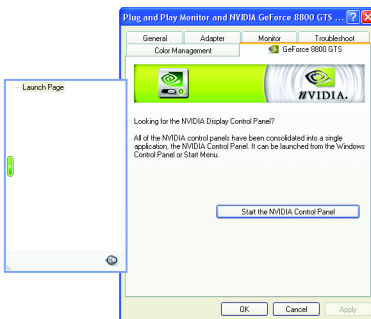 Plug and Play Monitor and NVIDIA GeForce 8800 GTS ...
General Adapter Monitor Troubleshoot
Color Management GeForce 8800 GTS
Launch Page
NVIDIA.
Looking for the NVIDIA Display Control Panel?
All of the NVIDIA control panels have been consolidated into a single
application, the NVIDIA Control Panel. It can be launched from the Windows
Control Panel or Start Menu.
Start the NVIDIA Control Panel
OK Cancel Apply